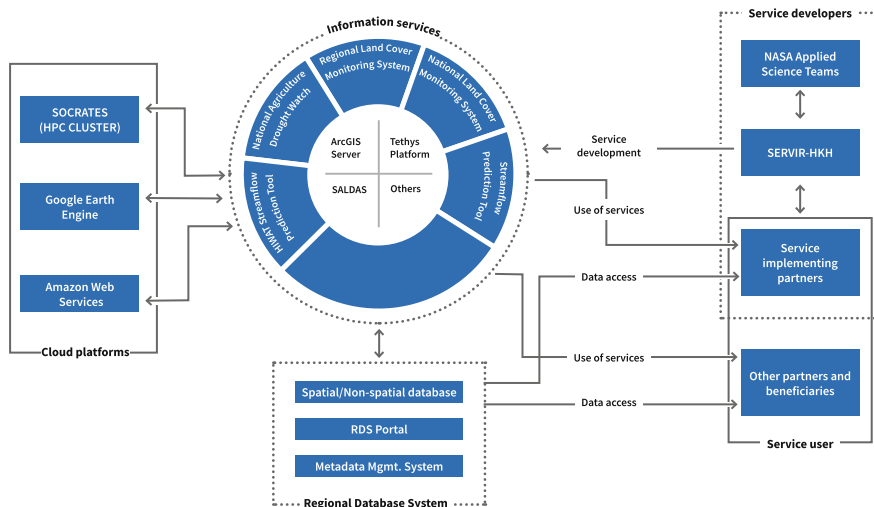 Information services
Regional Land Cover
Monitoring System
National Land Cover
Monitoring System
National Agriculture
Drought Watch
Streamflow
Prediction Tool
HIWAT Streamflow
Prediction Tool
ArcGIS
Server
Tethys
Platform
SALDAS
Others
SOCRATES
(HPC CLUSTER)
Google Earth
Engine
Amazon Web
Services
Cloud platforms
Service developers
NASA Applied
Science Teams
SERVIR-HKH
Service
development
Use of services
Service
implementing
partners
Data access
Use of services
Other partners and
beneficiaries
Data access
Service user
Spatial/Non-spatial database
RDS Portal
Metadata Mgmt. System
Regional Database System